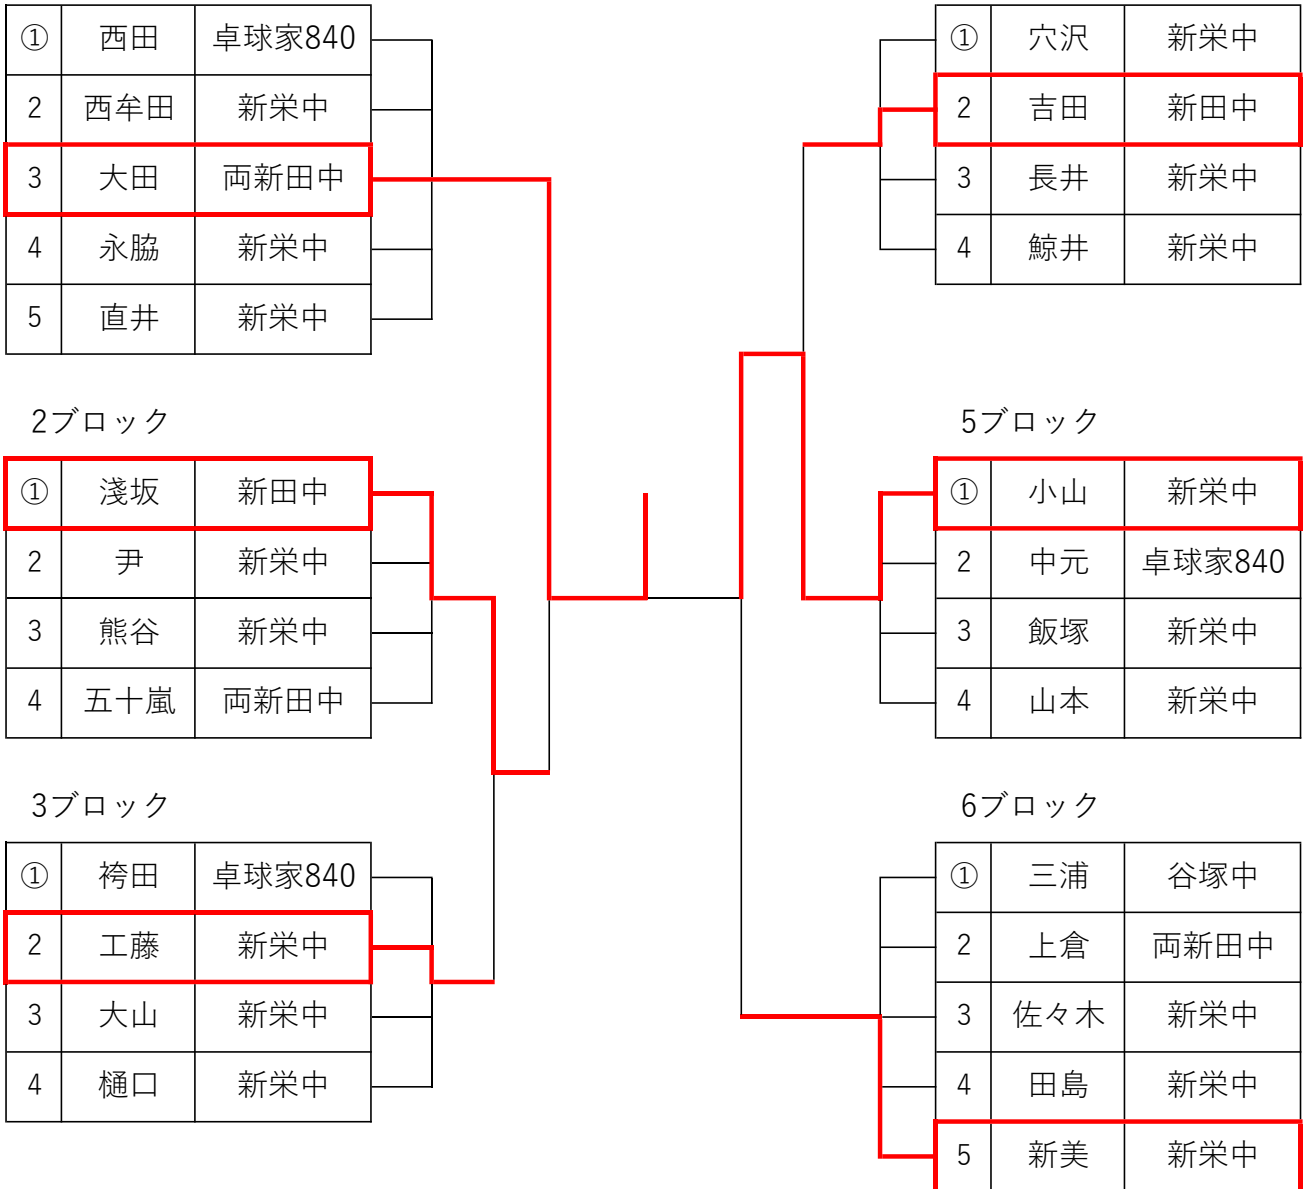 ① 西田 卓球家840
2 西牟田 新栄中
3 大田 両新田中
4 永脇 新栄中
5 直井 新栄中
2ブロック
① 淺坂 新田中
2 尹 新栄中
3 熊谷 新栄中
4 五十嵐 両新田中
3ブロック
① 袴田 卓球家840
2 工藤 新栄中
3 大山 新栄中
4 樋口 新栄中
① 穴沢 新栄中
2 吉田 新田中
3 長井 新栄中
4 鯨井 新栄中
5ブロック
① 小山 新栄中
2 中元 卓球家840
3 飯塚 新栄中
4 山本 新栄中
6ブロック
① 三浦 谷塚中
2 上倉 両新田中
3 佐々木 新栄中
4 田島 新栄中
5 新美 新栄中